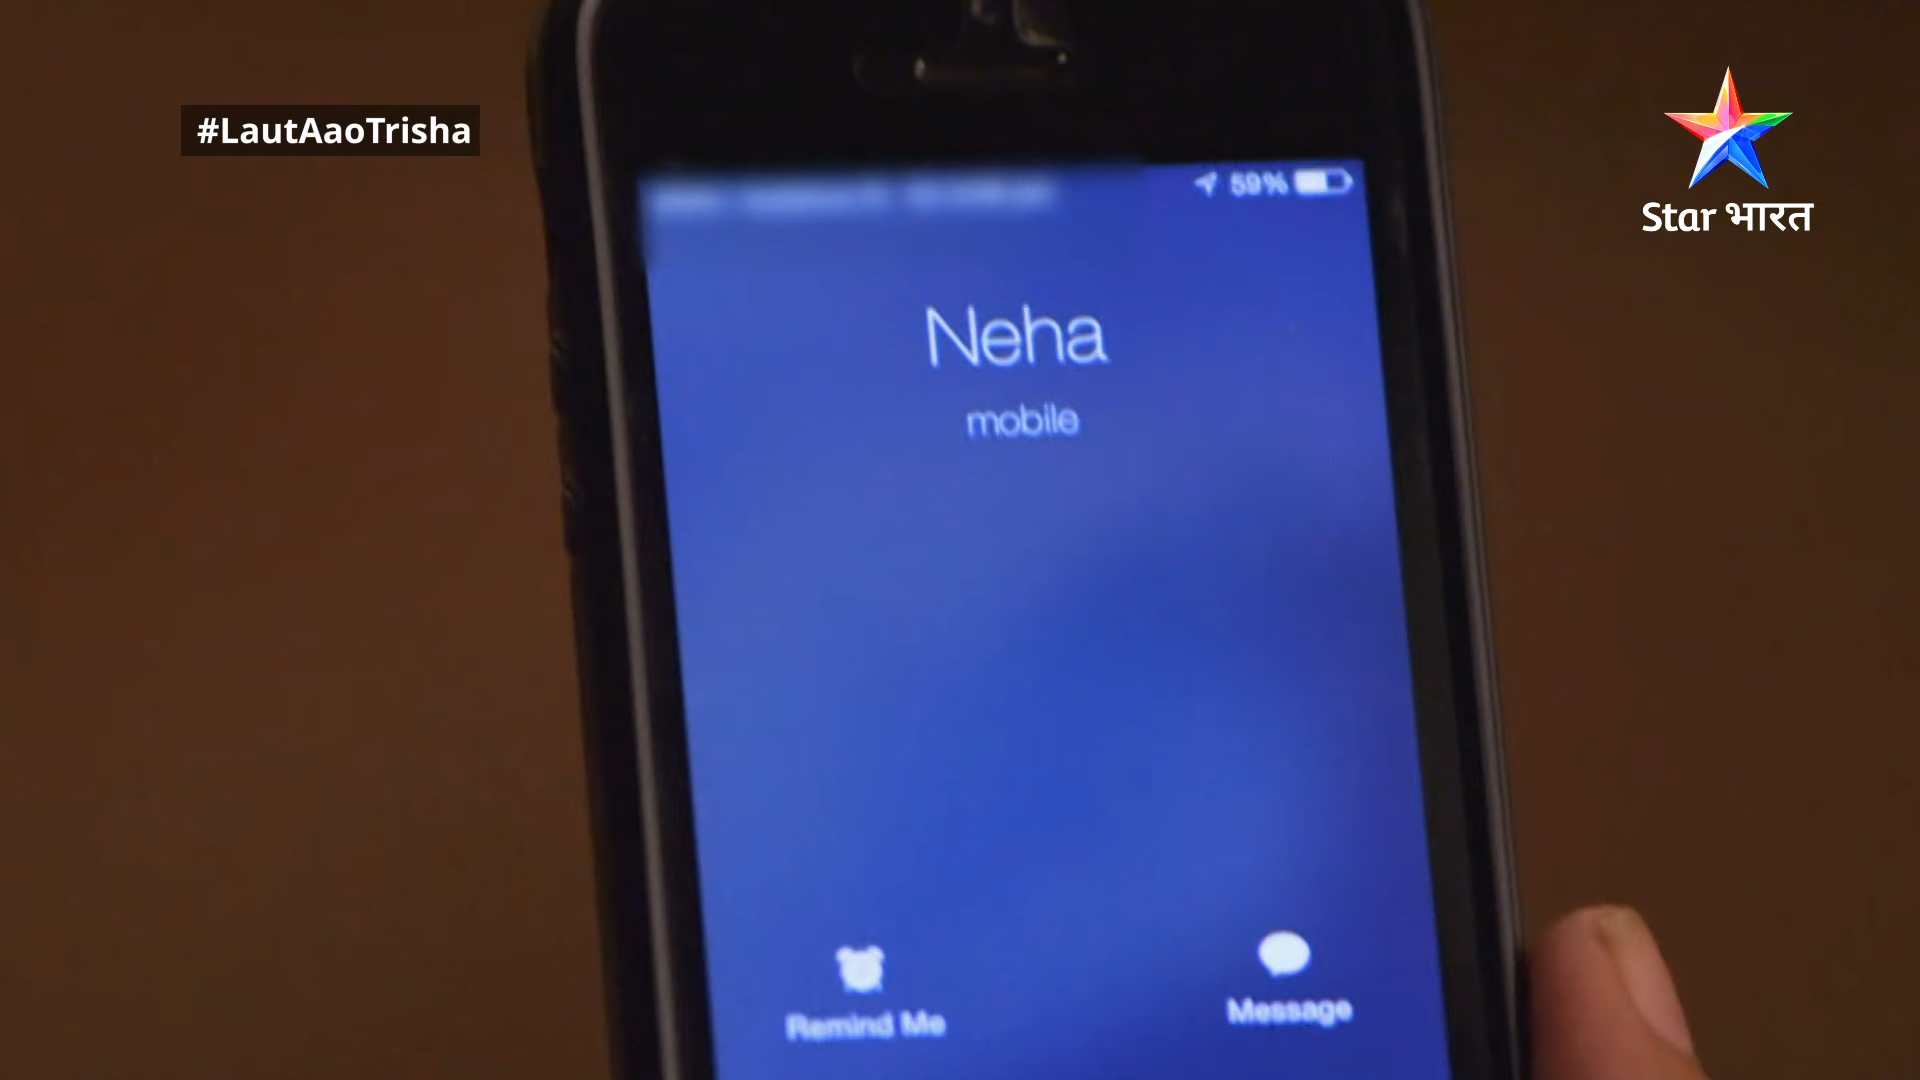 #LautAaoTrisha
Star भारत
59%
Neha
mobile
Remind Me
Message